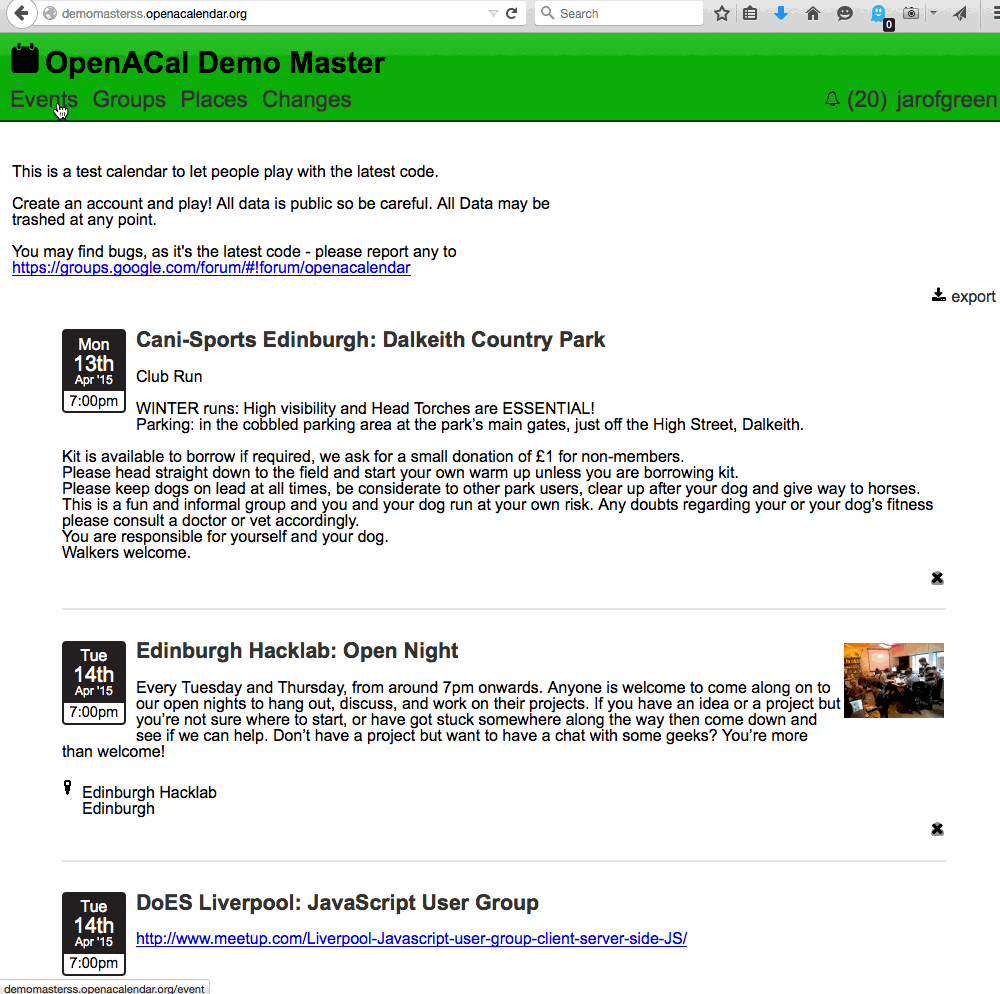 demomasterss.openacalendar.org
Search
0
OpenACal Demo Master
Events Groups Places Changes
(20) jarofgreen
This is a test calendar to let people play with the latest code.
Create an account and play! All data is public so be careful. All Data may be
trashed at any point.
You may find bugs, as it's the latest code - please report any to
https://groups.google.com/forum/#!forum/openacalendar
export
Mon
13th
Apr '15
7:00pm
Cani-Sports Edinburgh: Dalkeith Country Park
Club Run
WINTER runs: High visibility and Head Torches are ESSENTIAL!
Parking: in the cobbled parking area at the park’s main gates, just off the High Street, Dalkeith.
Kit is available to borrow if required, we ask for a small donation of £1 for non-members.
Please head straight down to the field and start your own warm up unless you are borrowing kit.
Please keep dogs on lead at all times, be considerate to other park users, clear up after your dog and give way to horses.
This is a fun and informal group and you and your dog run at your own risk. Any doubts regarding your or your dog’s fitness
please consult a doctor or vet accordingly.
You are responsible for yourself and your dog.
Walkers welcome.
Tue
14th
Apr '15
7:00pm
Edinburgh Hacklab: Open Night
Every Tuesday and Thursday, from around 7pm onwards. Anyone is welcome to come along on to
our open nights to hang out, discuss, and work on their projects. If you have an idea or a project but
you’re not sure where to start, or have got stuck somewhere along the way then come down and
see if we can help. Don’t have a project but want to have a chat with some geeks? You’re more
than welcome!
Edinburgh Hacklab
Edinburgh
Tue
14th
Apr '15
7:00pm
DoES Liverpool: JavaScript User Group
http://www.meetup.com/Liverpool-Javascript-user-group-client-server-side-JS/
demomasterss.openacalendar.org/event